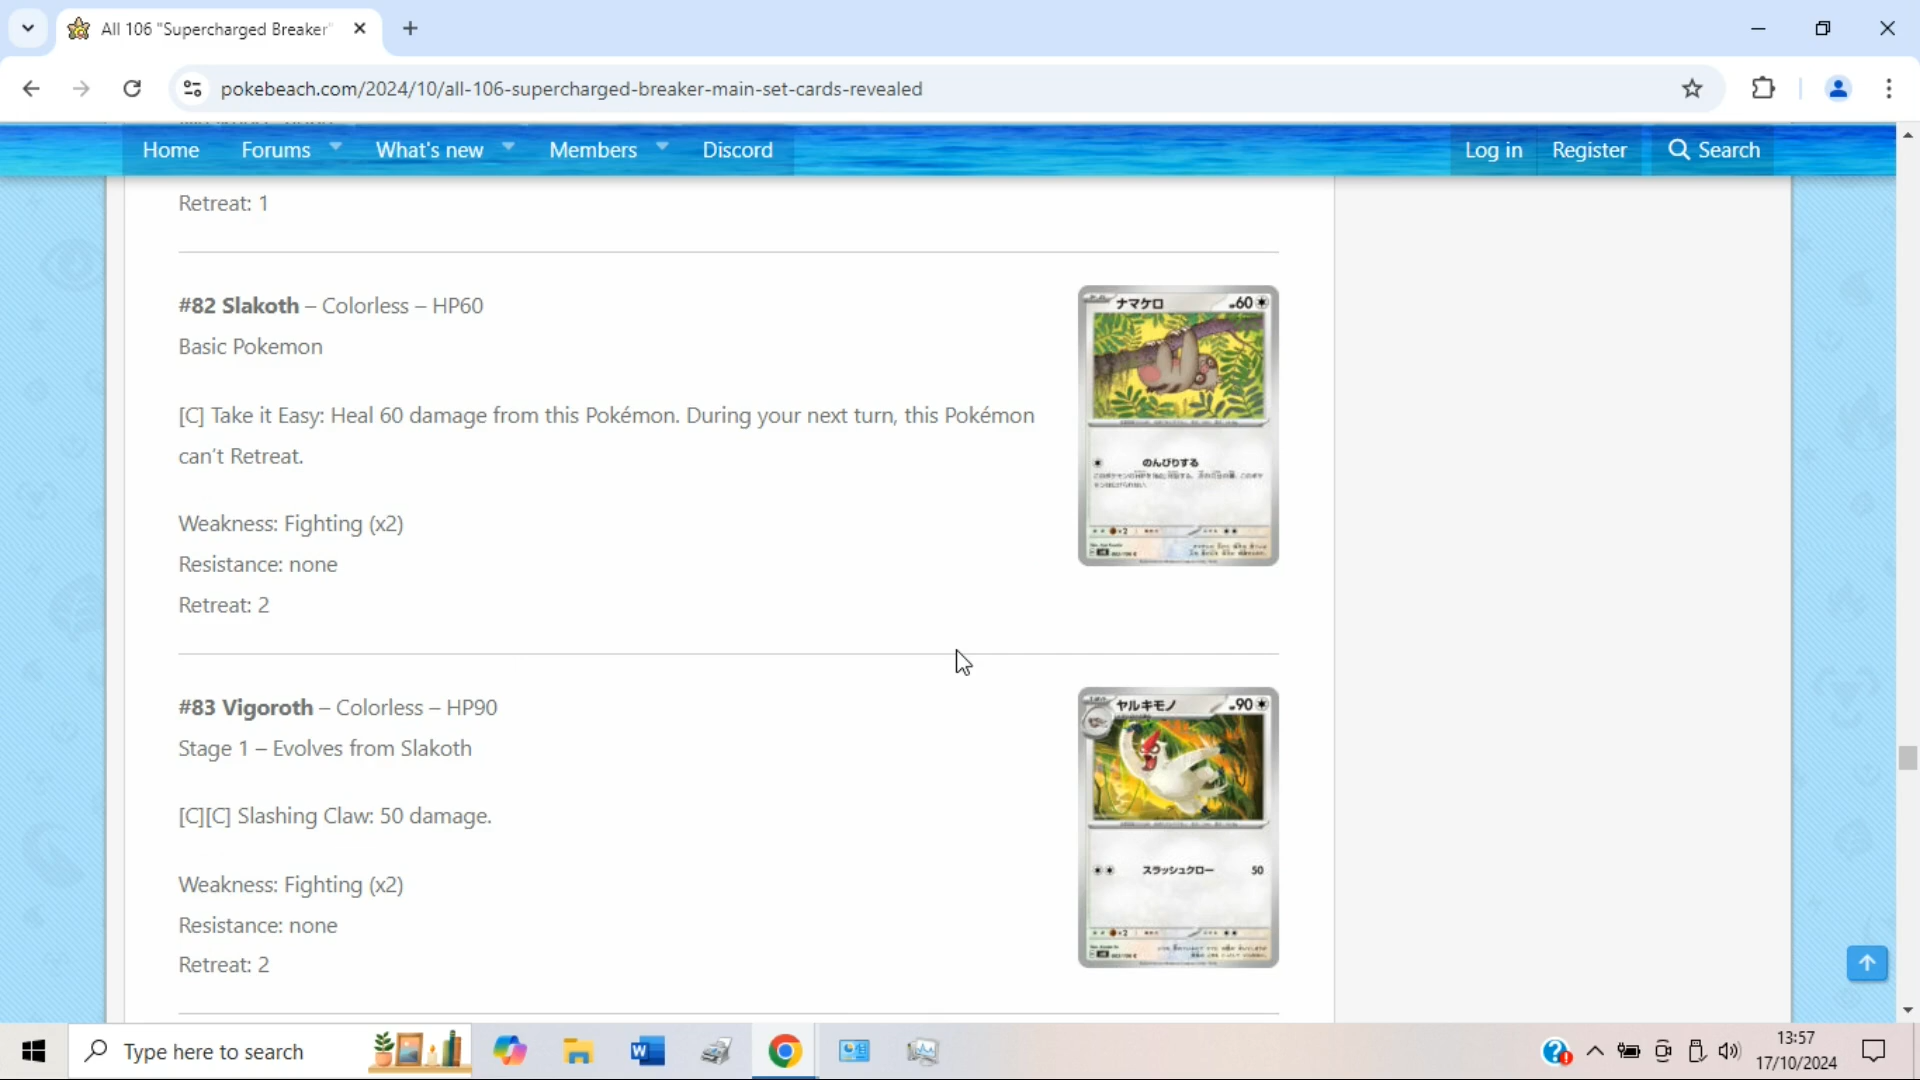 All 106 "Supercharged Breaker"
pokebeach.com/2024/10/all-106-supercharged-breaker-main-set-cards-revealed
Home Forums What's new Members Discord Log in Register Search
Retreat: 1
#82 Slakoth – Colorless – HP60
Basic Pokemon
[C] Take it Easy: Heal 60 damage from this Pokémon. During your next turn, this Pokémon
can't Retreat.
Weakness: Fighting (x2)
Resistance: none
Retreat: 2
ナマケロ 60
のんびりする
#83 Vigoroth – Colorless – HP90
Stage 1 – Evolves from Slakoth
[C][C] Slashing Claw: 50 damage.
Weakness: Fighting (x2)
Resistance: none
Retreat: 2
ヤルキモノ 90
スラッシュクロー 50
Type here to search
13:57
17/10/2024